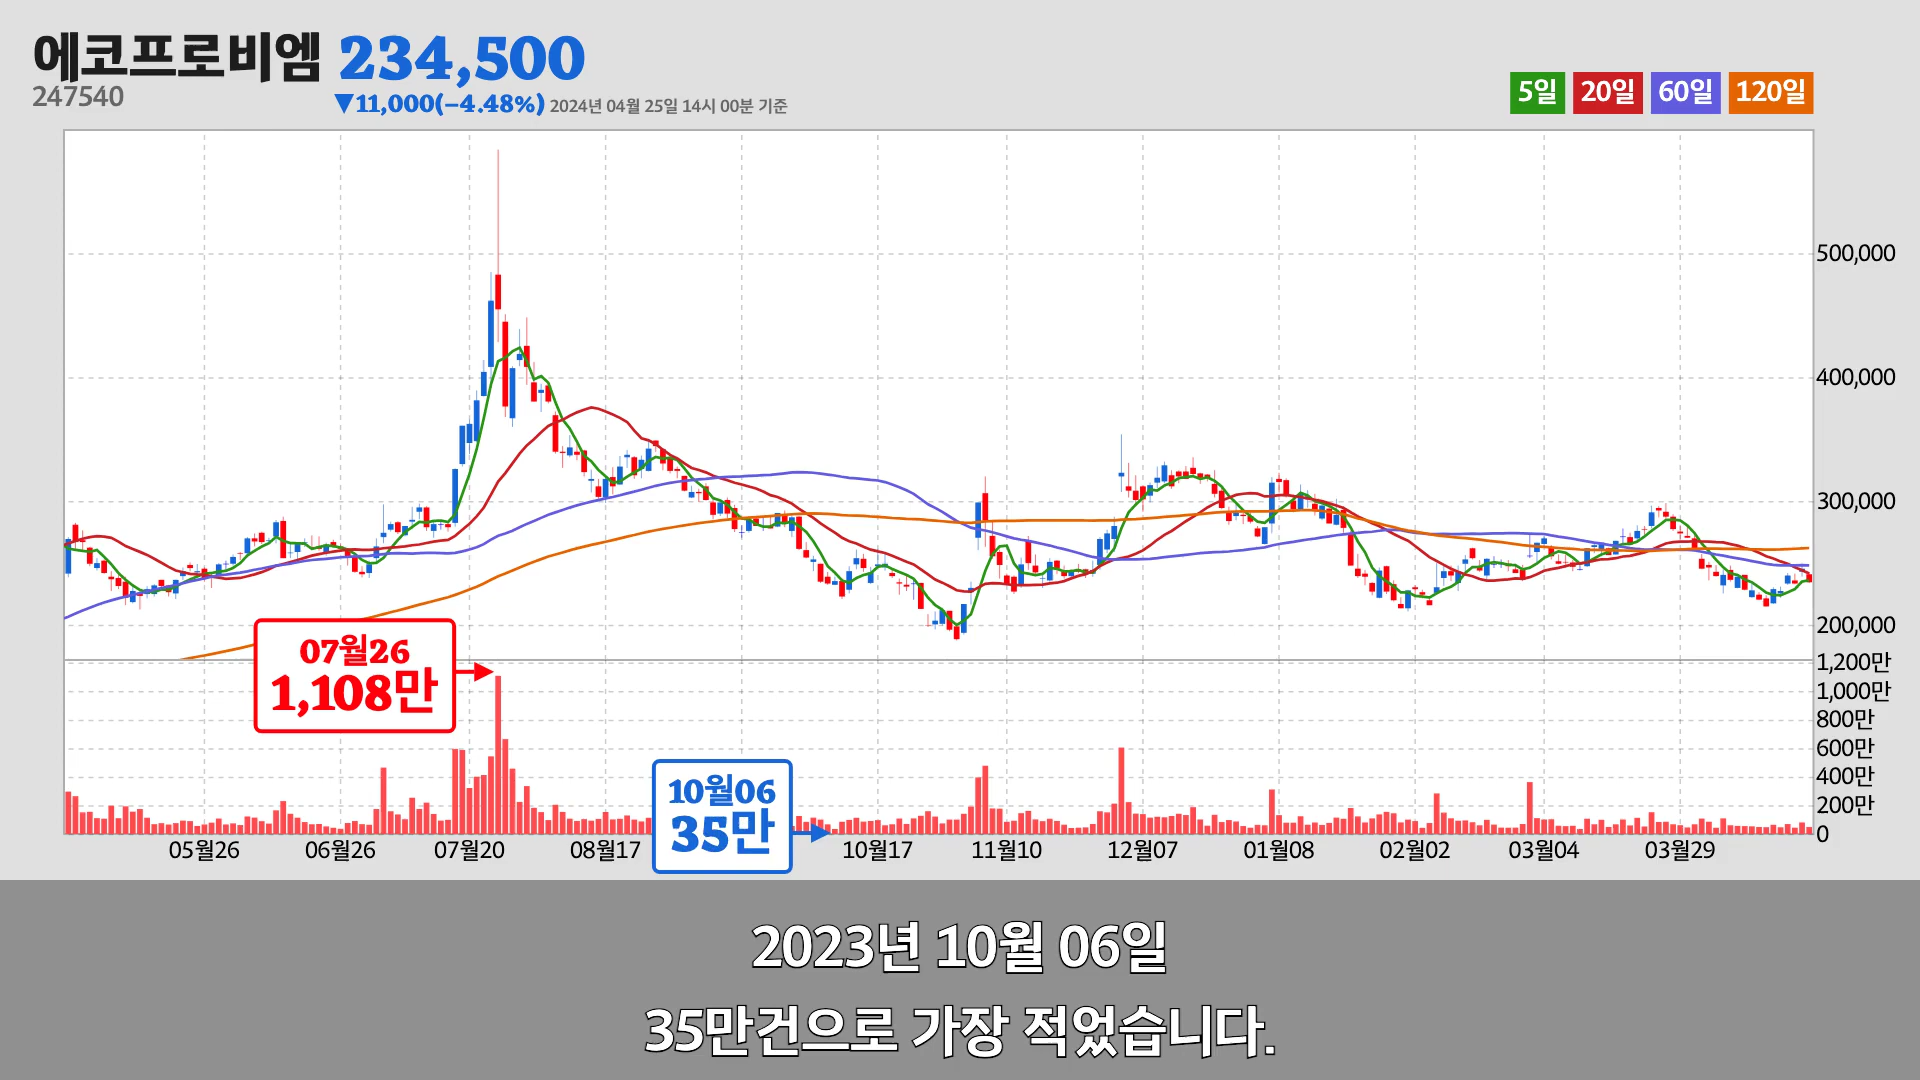 에코프로비엠 234,500
247540
▼11,000(−4.48%) 2024년 04월 25일 14시 00분 기준
5일 20일 60일 120일
500,000
400,000
300,000
200,000
1,200만
1,000만
800만
600만
400만
200만
0
07월26
1,108만
10월06
35만
05월26 06월26 07월20 08월17 10월17 11월10 12월07 01월08 02월02 03월04 03월29
2023년 10월 06일
35만건으로 가장 적었습니다.